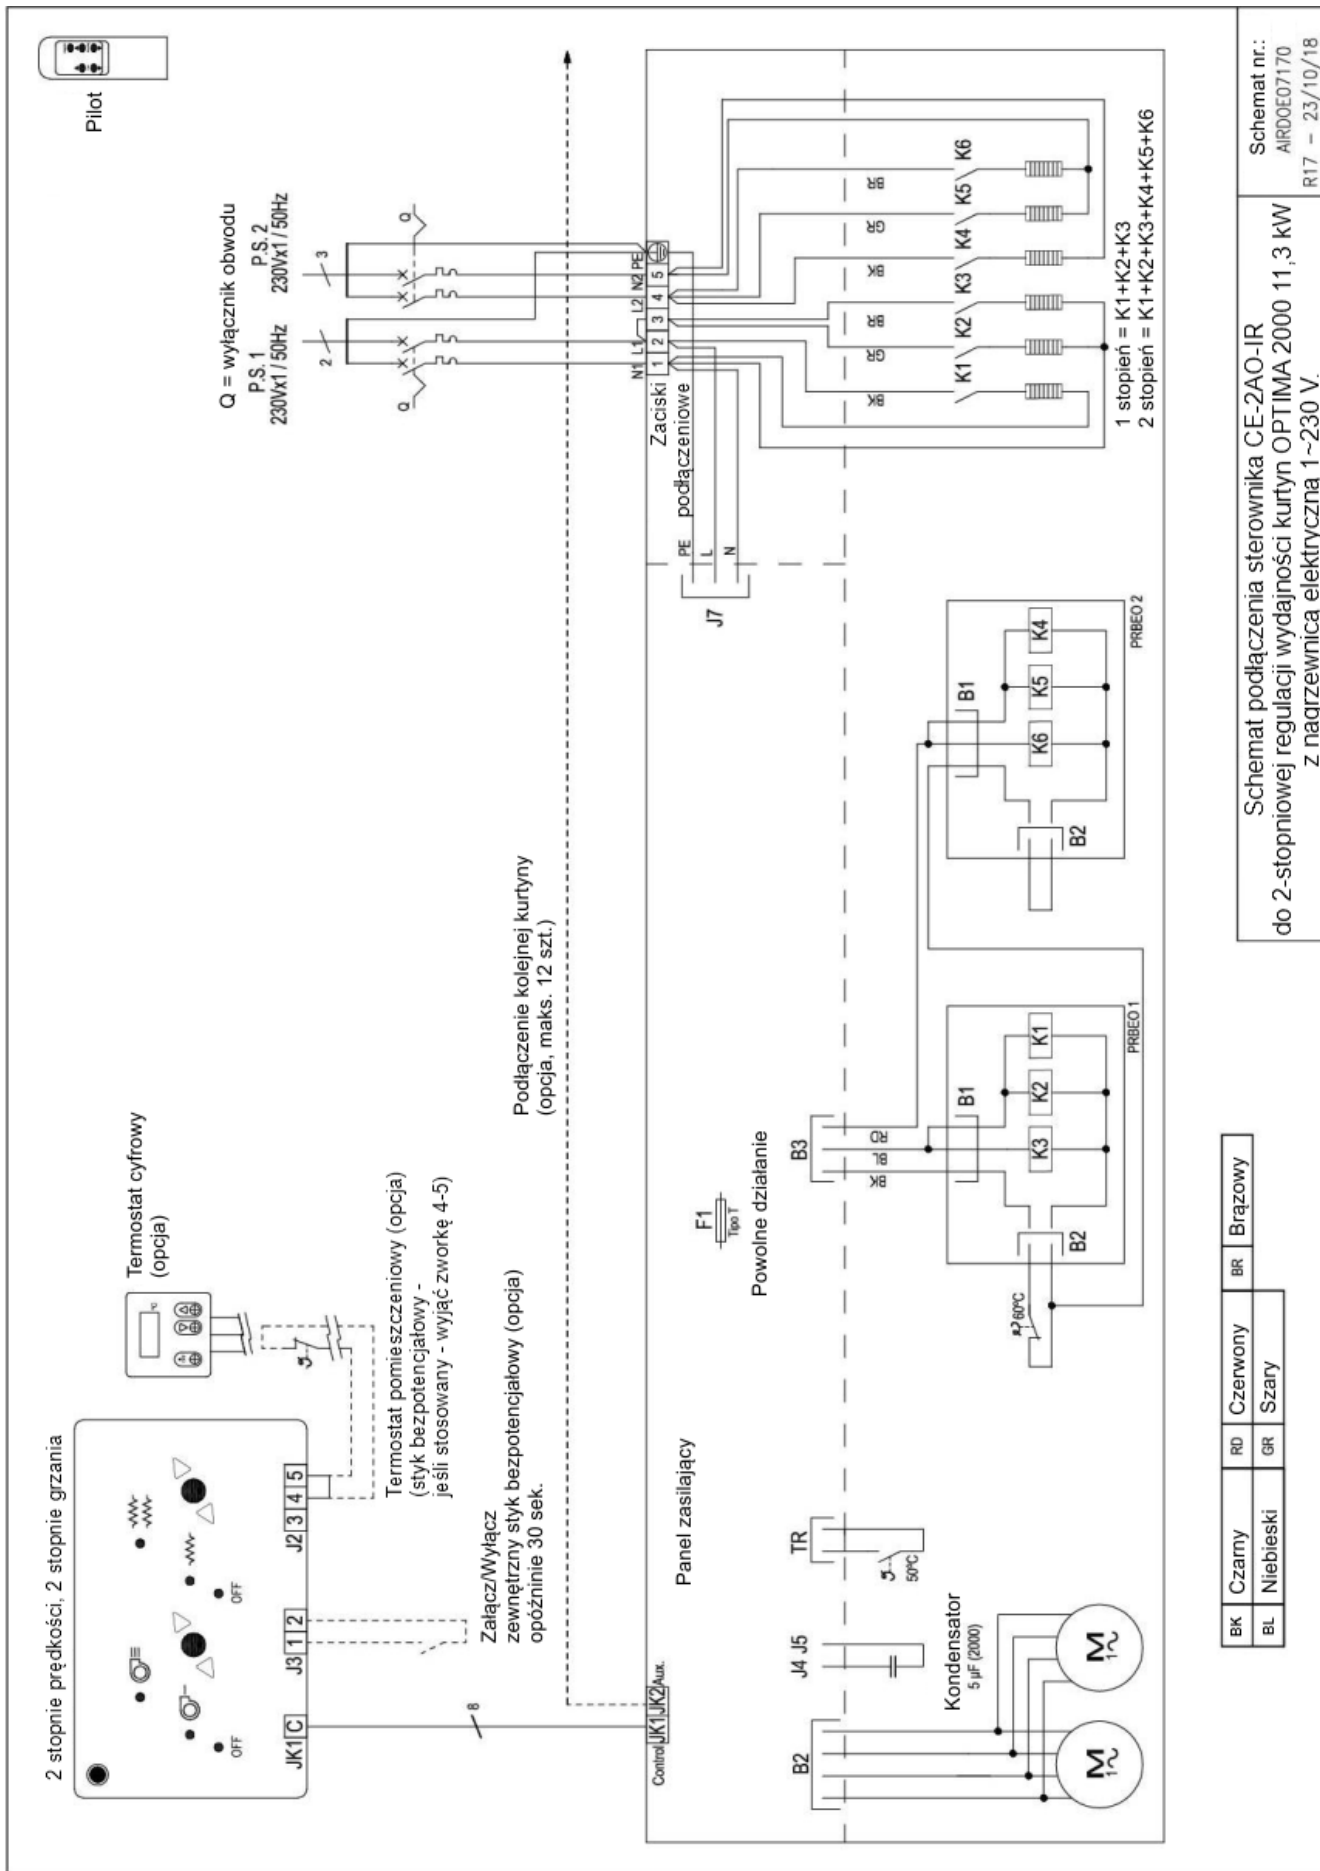 Pilot
Q = wyłącznik obwodu
P.S. 1
230Vx1 / 50Hz
P.S. 2
230Vx1 / 50Hz
2
3
Q
Q
N1
L1
L2
N2
PE
1
2
3
4
5
Zaciski
podłączeniowe
PE
L
N
J7
BK
GR
BR
BK
GR
BR
K1
K2
K3
K4
K5
K6
1 stopień = K1+K2+K3
2 stopień = K1+K2+K3+K4+K5+K6
2 stopnie prędkości, 2 stopnie grzania
OFF
OFF
JK1 C
J3 1 2
J2 3 4 5
Termostat cyfrowy
(opcja)
°C
Termostat pomieszczeniowy (opcja)
(styk bezpotencjałowy -
jeśli stosowany - wyjąć zworkę 4-5)
Załącz/Wyłącz
zewnętrzny styk bezpotencjałowy (opcja)
opóźninie 30 sek.
Podłączenie kolejnej kurtyny
(opcja, maks. 12 szt.)
8
Control JK1 JK2 Aux.
Panel zasilający
F1
Tipo T
Powolne działanie
B2
J4 J5
TR
B3
50ºC
Kondensator
5 µF (2000)
M
1~
M
1~
BK
BL
RD
B1
K3
K2
K1
B2
60ºC
PRBEO 1
B1
K6
K5
K4
B2
PRBEO 2
BK Czarny RD Czerwony BR Brązowy
BL Niebieski GR Szary
Schemat podłączenia sterownika CE-2AO-IR
do 2-stopniowej regulacji wydajności kurtyn OPTIMA 2000 11,3 kW
z nagrzewnicą elektryczną 1~230 V.
Schemat nr.:
AIRDOE07170
R17 - 23/10/18